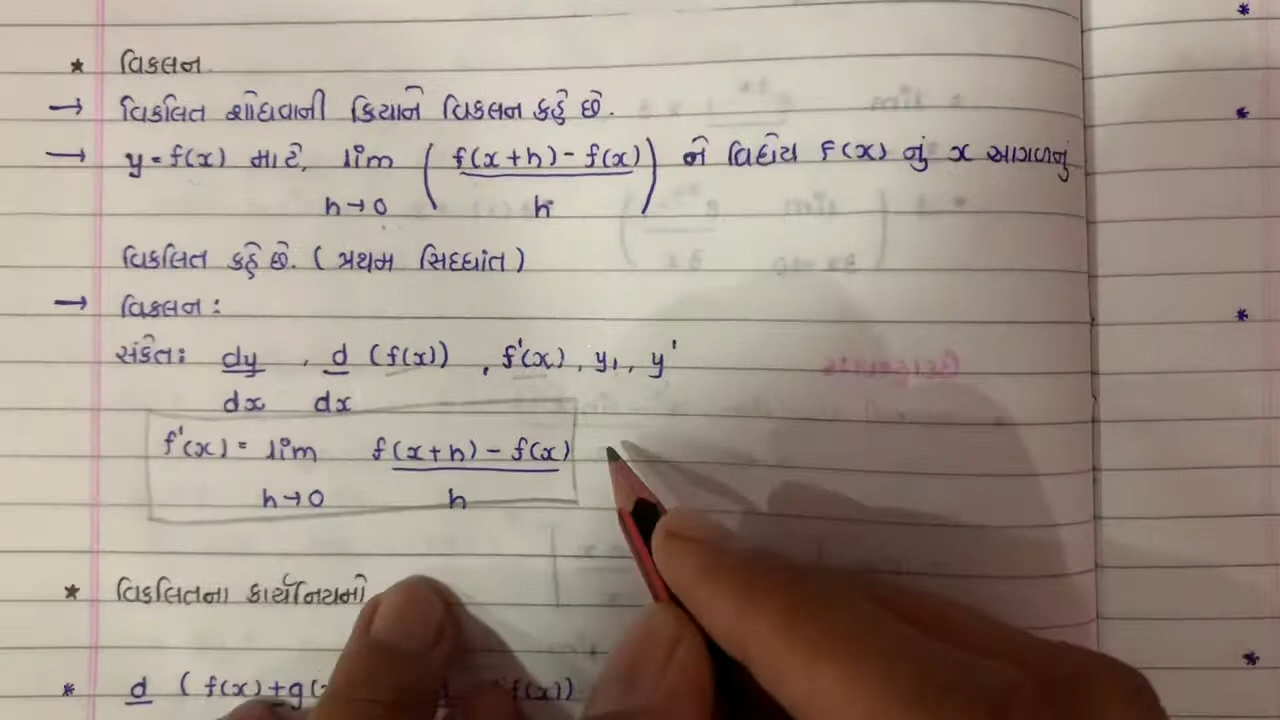 * વિકલન
→ વિકલિત શોધવાની ક્રિયાને વિકલન કહે છે.
→ y = f(x) માટે, lim h→0 ( f(x+h) - f(x) / h ) ને વિધેય f(x) નું x આગળનું
વિકલિત કહે છે. (પ્રથમ સિદ્ધાંત)
→ વિકલન:
સંકેત: dy/dx , d/dx (f(x)) , f'(x), y₁, y'
f'(x) = lim h→0 f(x+h) - f(x) / h
* વિકલિતના કાર્યનિયમો
* d ( f(x) + g( f(x))